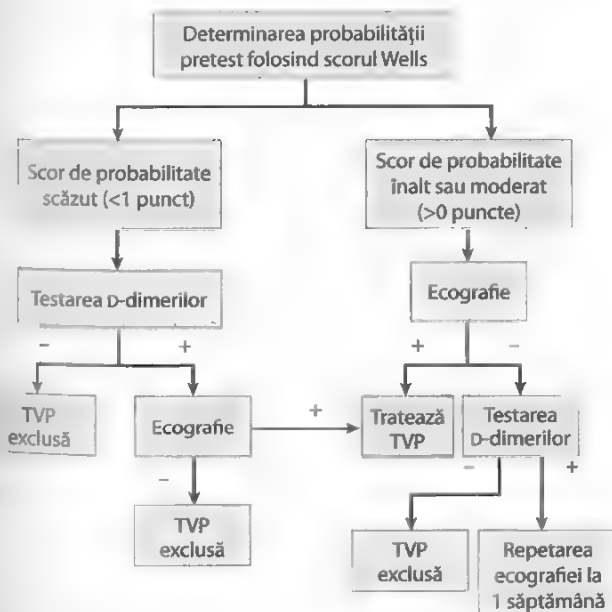 Determinarea probabilității
pretest folosind scorul Wells
Scor de probabilitate
scăzut (<1 punct)
Scor de probabilitate
înalt sau moderat
(>0 puncte)
Testarea D-dimerilor
Ecografie
-
+
+
-
TVP
exclusă
Ecografie
+
Tratează
TVP
Testarea
D-dimerilor
-
-
+
TVP
exclusă
TVP
exclusă
Repetarea
ecografiei la
1 săptămână